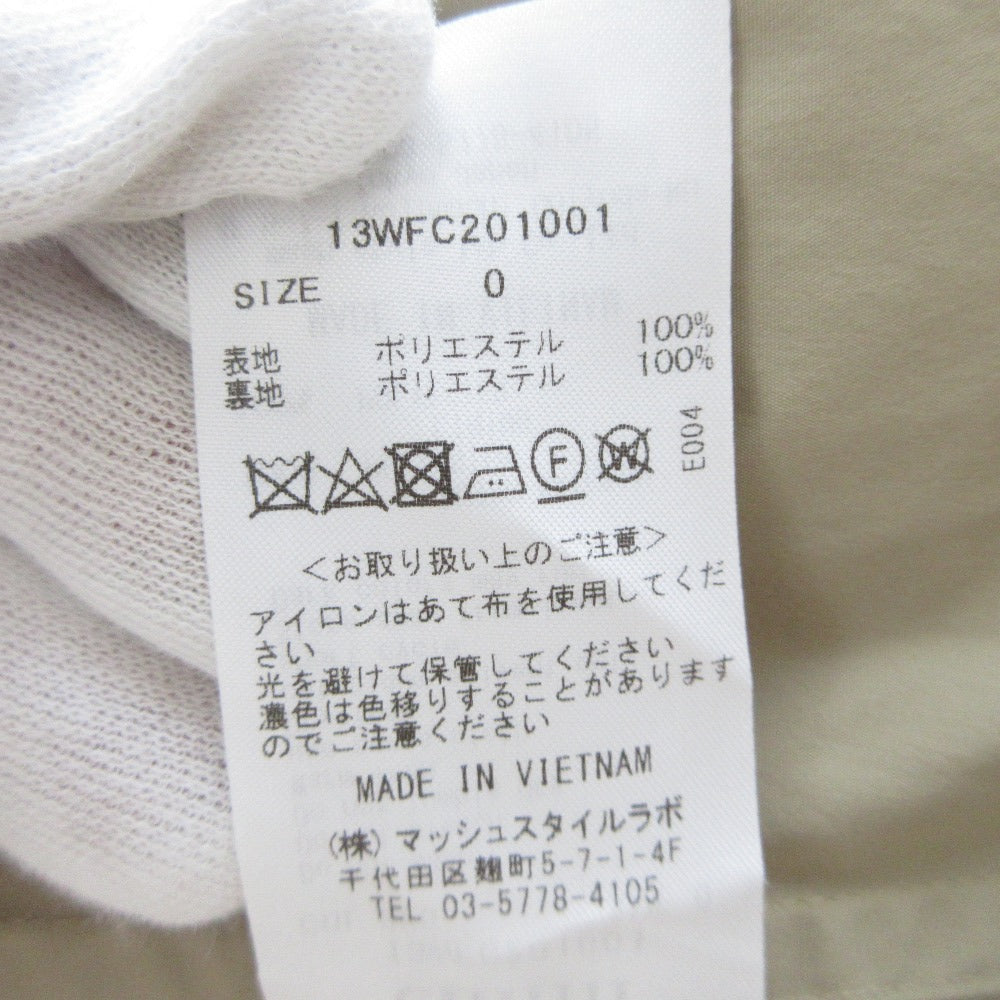 13WFC201001
SIZE 0
表地 ポリエステル 100%
裏地 ポリエステル 100%
F W E004
<お取り扱い上のご注意>
アイロンはあて布を使用してくだ
さい
光を避けて保管してください
濃色は色移りすることがあります
のでご注意ください
MADE IN VIETNAM
(株)マッシュスタイルラボ
千代田区麹町5-7-1-4F
TEL 03-5778-4105